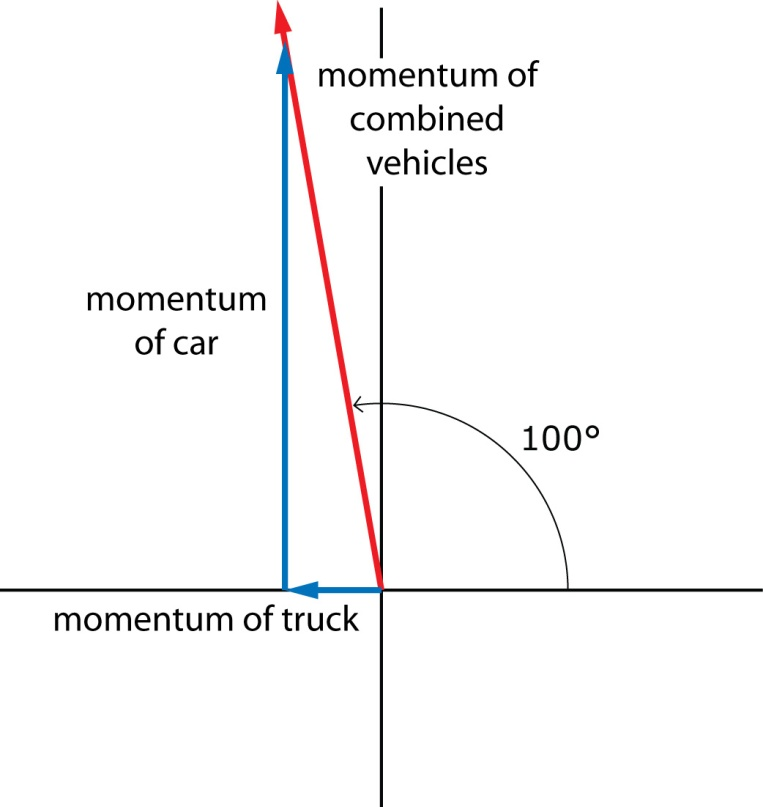 momentum of
combined
vehicles
momentum
of car
100°
momentum of truck